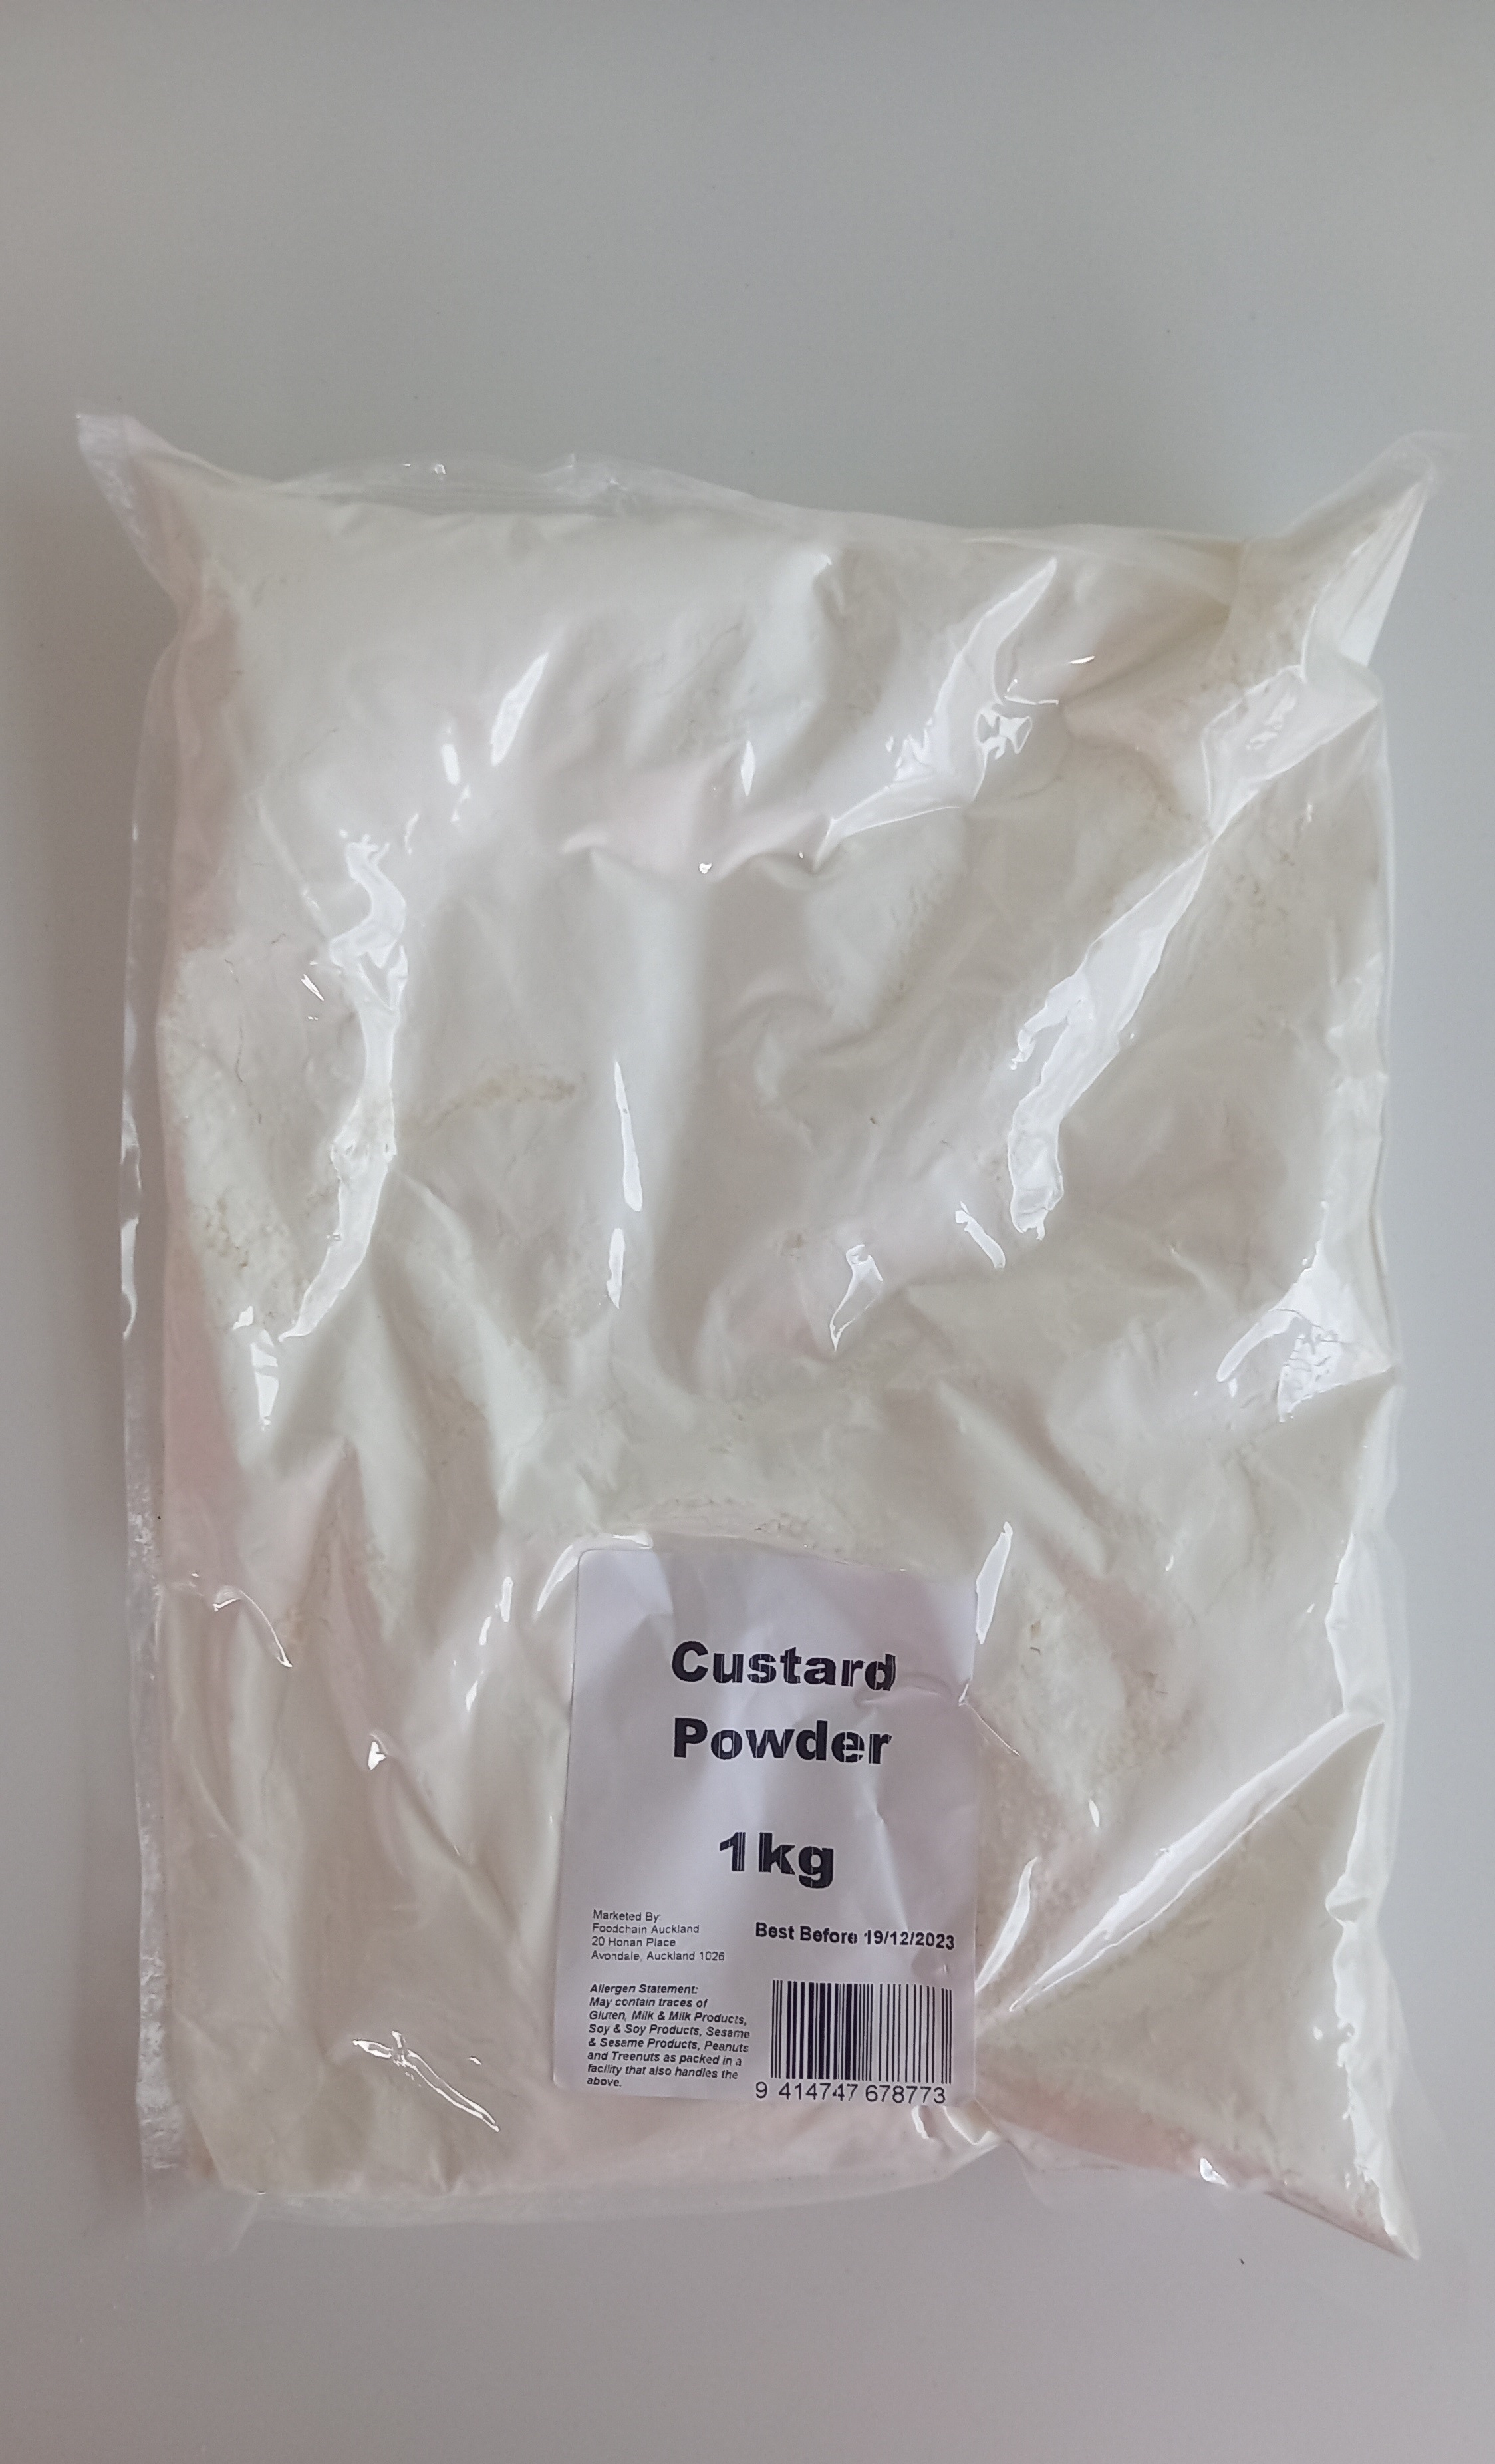 Custard
Powder
1kg
Marketed By:
Foodchain Auckland
20 Honan Place
Avondale, Auckland 1026
Best Before 19/12/2023
Allergen Statement:
May contain traces of
Gluten, Milk & Milk Products,
Soy & Soy Products, Sesame
& Sesame Products, Peanuts
and Treenuts as packed in a
facility that also handles the
above.
9 414747 678773